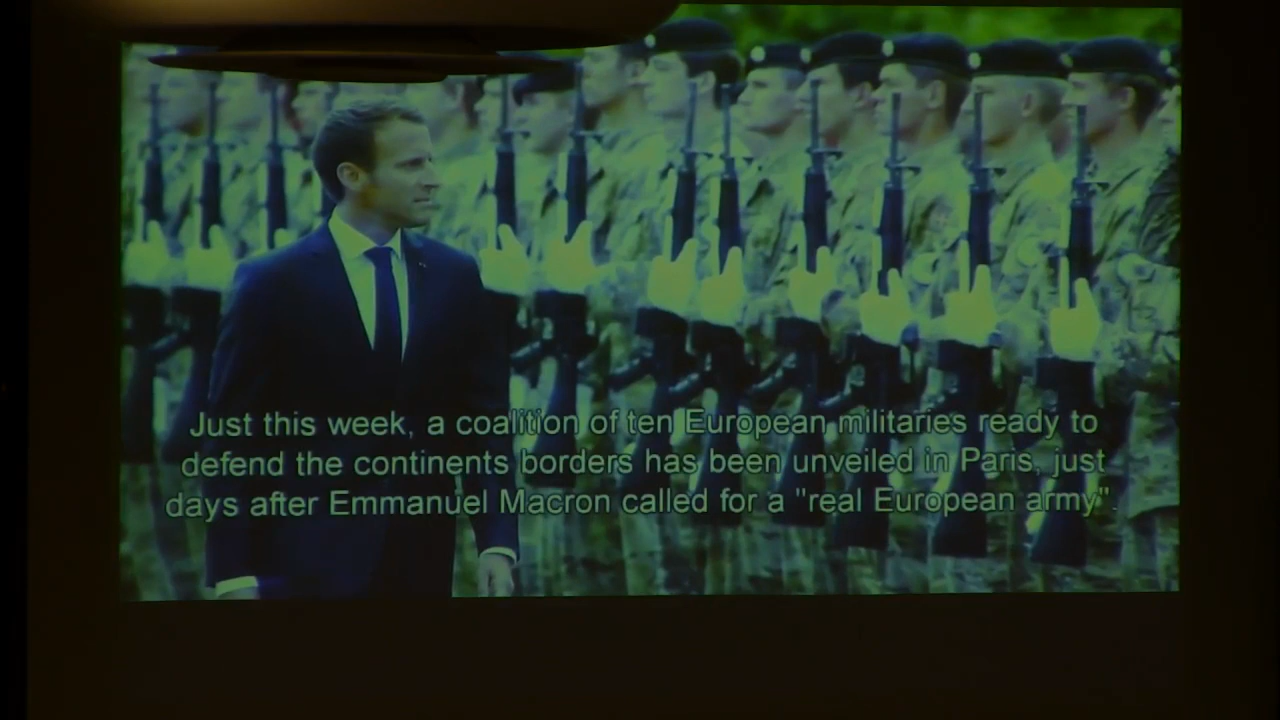 Just this week, a coalition of ten European militaries ready to
defend the continents borders has been unveiled in Paris, just
days after Emmanuel Macron called for a "real European army".